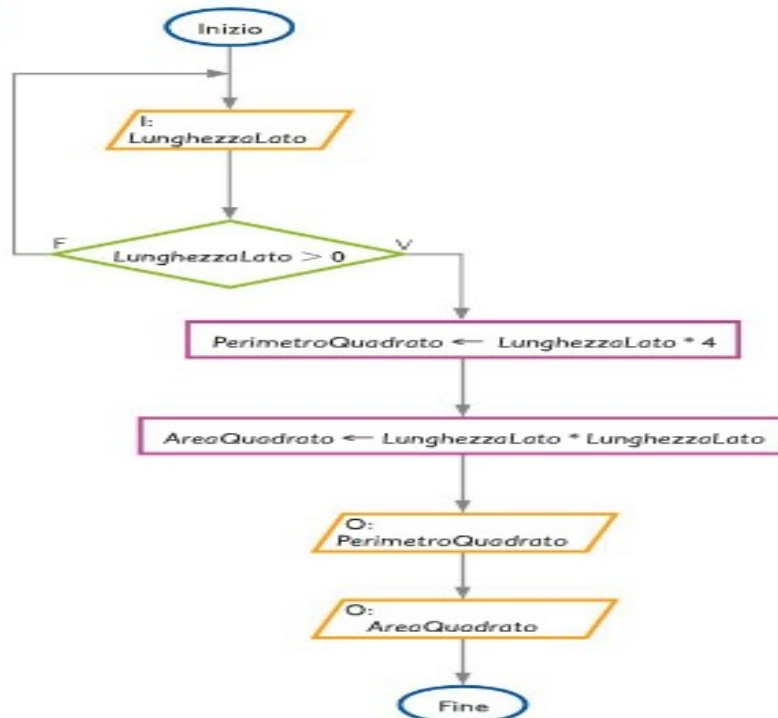 Inizio
I:
LunghezzaLato
F
LunghezzaLato > 0
V
PerimetroQuadrato ← LunghezzaLato * 4
AreaQuadrato ← LunghezzaLato * LunghezzaLato
O:
PerimetroQuadrato
O:
AreaQuadrato
Fine